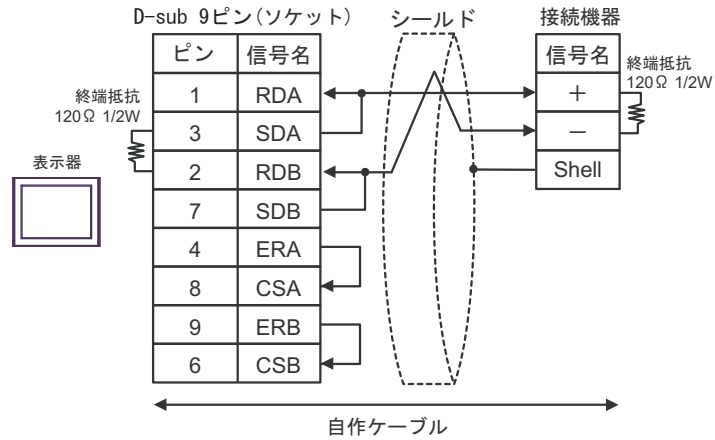 D-sub 9ピン(ソケット)
シールド
接続機器
ピン 信号名
信号名
終端抵抗
120Ω 1/2W
終端抵抗
120Ω 1/2W
1 RDA
+
3 SDA
−
表示器
2 RDB
Shell
7 SDB
4 ERA
8 CSA
9 ERB
6 CSB
自作ケーブル